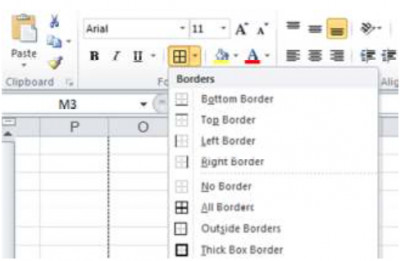 Arial 11 A A
Paste B I U A
Clipboard Fo Alig
M3
P O
Borders
Bottom Border
Top Border
Left Border
Right Border
No Border
All Borders
Outside Borders
Thick Box Border